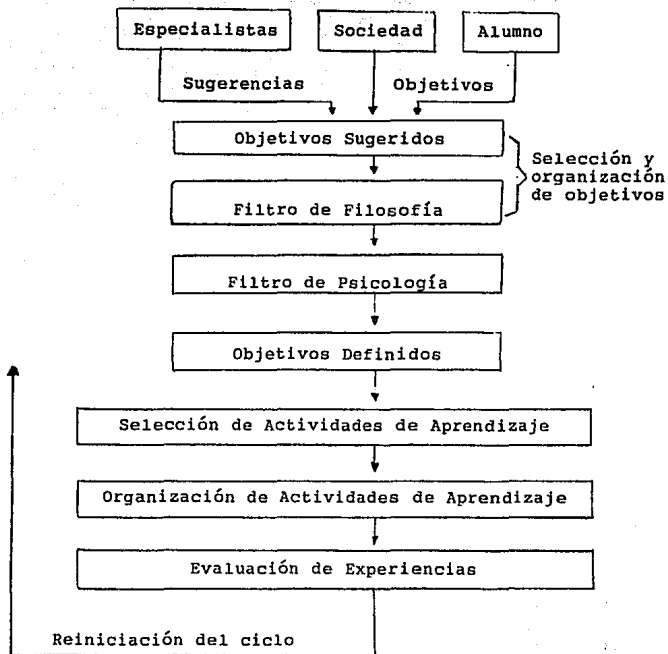 Especialistas
Sociedad
Alumno
Sugerencias
Objetivos
Objetivos Sugeridos
Selección y
organización
de objetivos
Filtro de Filosofía
Filtro de Psicología
Objetivos Definidos
Selección de Actividades de Aprendizaje
Organización de Actividades de Aprendizaje
Evaluación de Experiencias
Reiniciación del ciclo